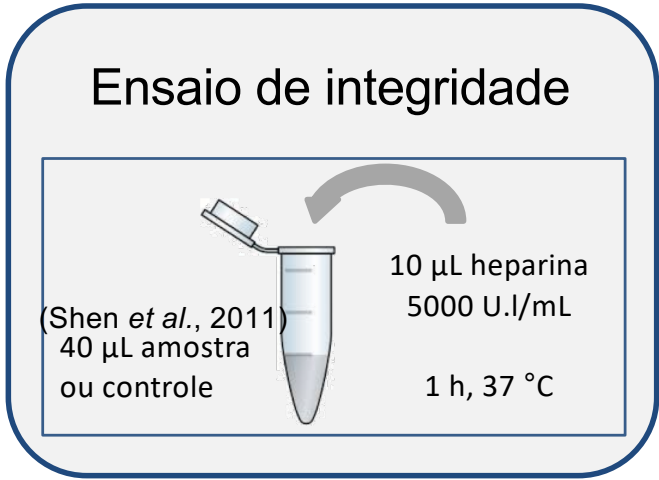 Ensaio de integridade
10 µL heparina
5000 U.I/mL
(Shen et al., 2011)
40 µL amostra
ou controle
1 h, 37 °C